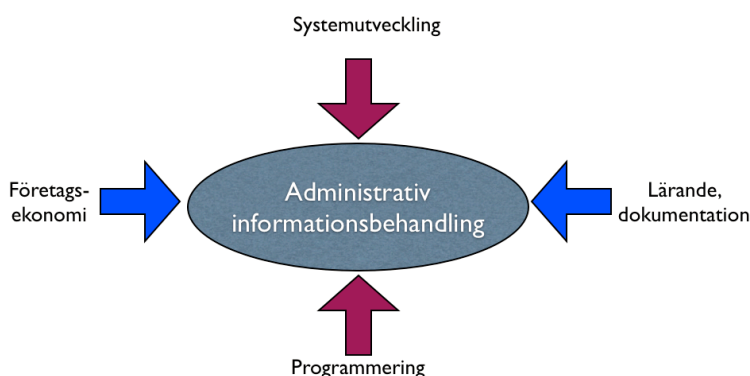 Systemutveckling
Företags-
ekonomi
Administrativ
informationsbehandling
Lärande,
dokumentation
Programmering